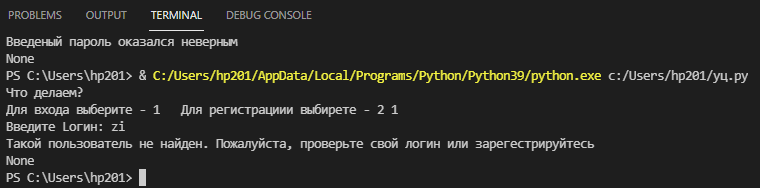 PROBLEMS OUTPUT TERMINAL DEBUG CONSOLE
Введеный пароль оказался неверным
None
PS C:\Users\hp201> & C:/Users/hp201/AppData/Local/Programs/Python/Python39/python.exe c:/Users/hp201/уц.py
Что делаем?
Для входа выберите - 1   Для регистрациии выбирете - 2 1
Введите Login: zi
Такой пользователь не найден. Пожалуйста, проверьте свой логин или зарегестрируйтесь
None
PS C:\Users\hp201>